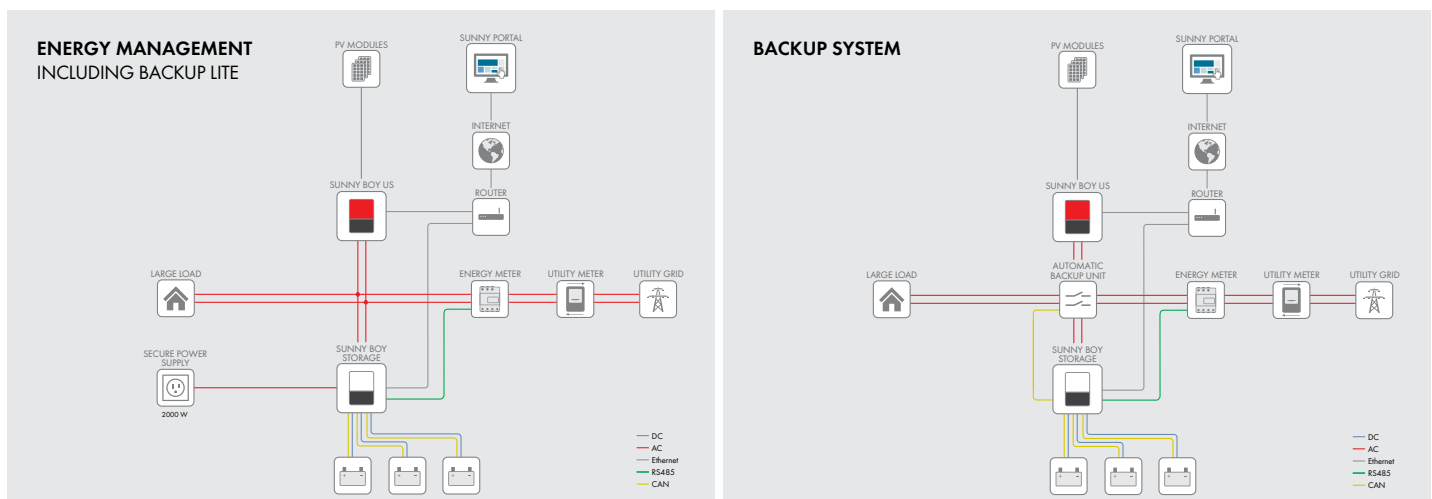 ENERGY MANAGEMENT
INCLUDING BACKUP LITE
PV MODULES
SUNNY PORTAL
INTERNET
SUNNY BOY US
ROUTER
LARGE LOAD
ENERGY METER
UTILITY METER
UTILITY GRID
SECURE POWER
SUPPLY
2000 W
SUNNY BOY
STORAGE
DC
AC
Ethernet
RS485
CAN
BACKUP SYSTEM
PV MODULES
SUNNY PORTAL
INTERNET
SUNNY BOY US
ROUTER
LARGE LOAD
AUTOMATIC
BACKUP UNIT
ENERGY METER
UTILITY METER
UTILITY GRID
SUNNY BOY
STORAGE
DC
AC
Ethernet
RS485
CAN